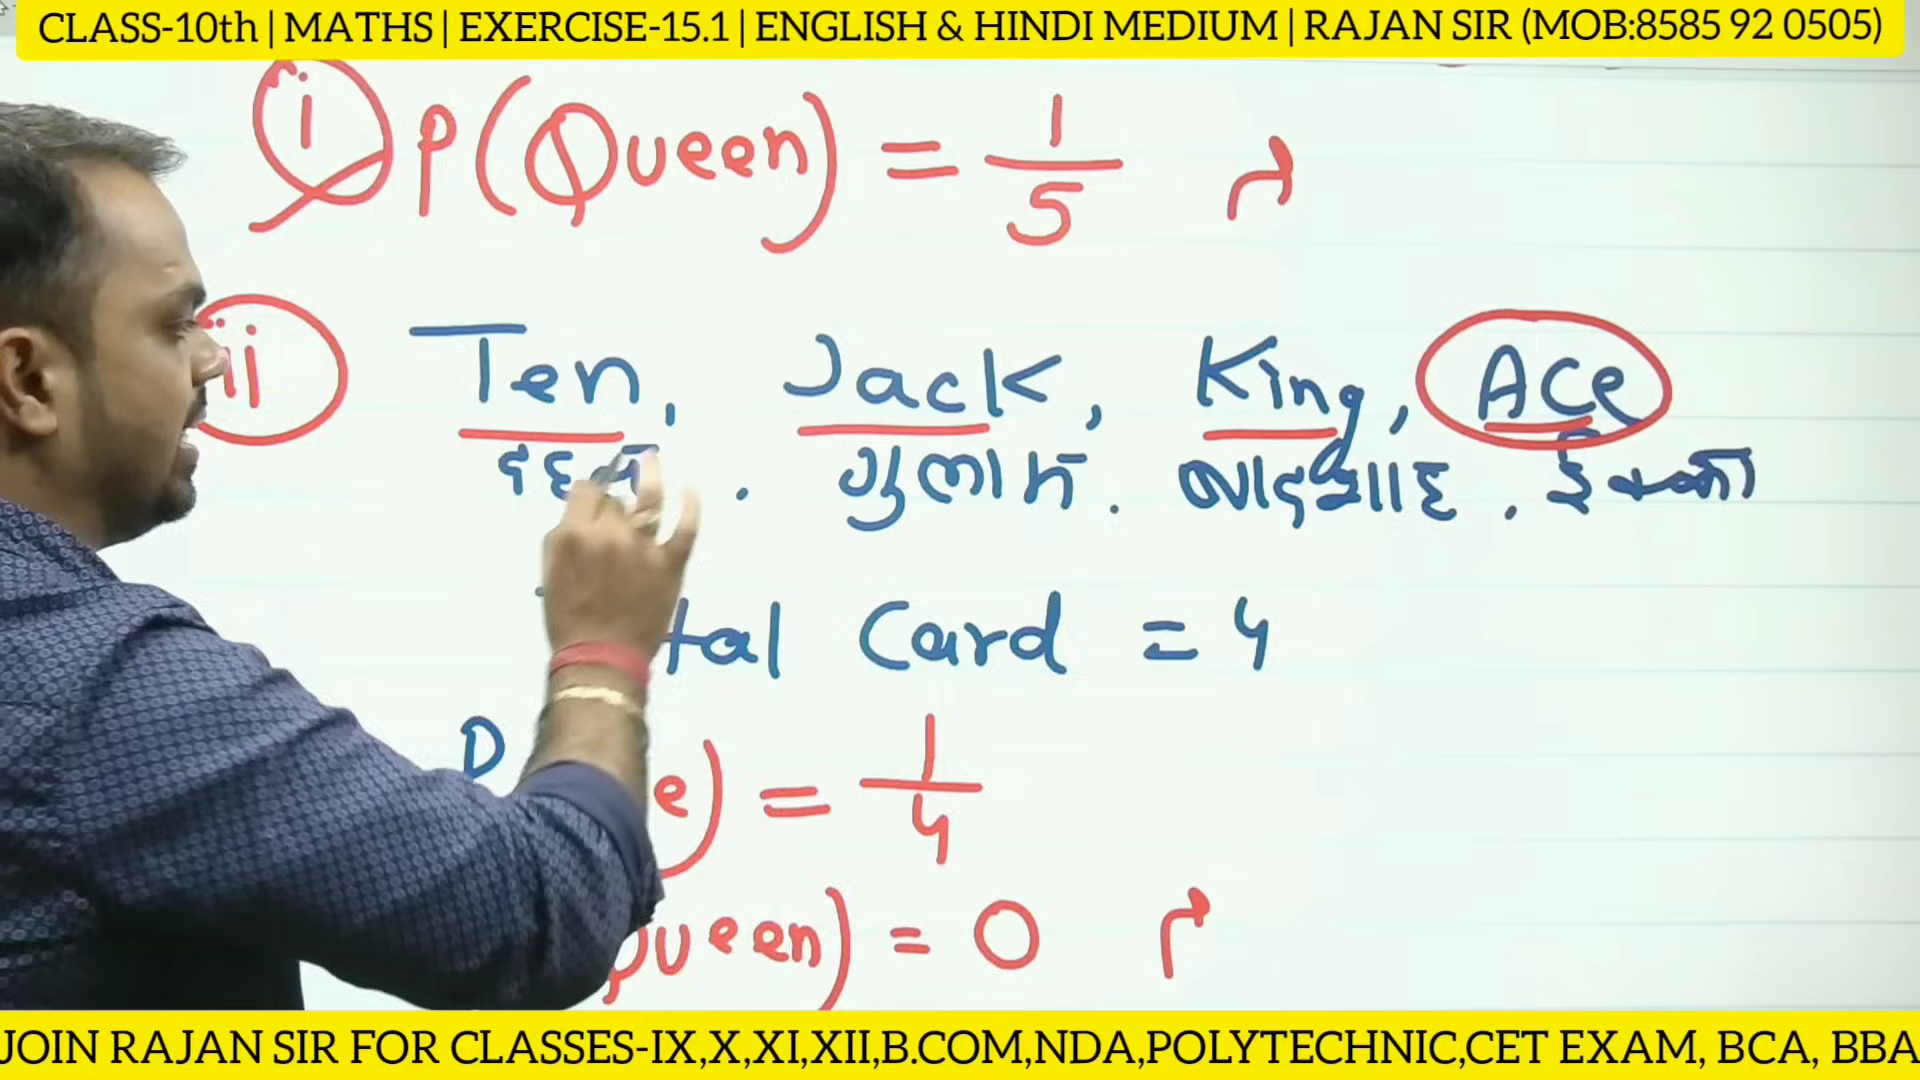 CLASS-10th | MATHS | EXERCISE-15.1 | ENGLISH & HINDI MEDIUM | RAJAN SIR (MOB:8585 92 0505)
i P(Queen) = 1/5
ii Ten, Jack, King, Ace
गुलाम . बादशाह . इक्का
Card = 4
= 1/4
Queen) = 0
JOIN RAJAN SIR FOR CLASSES-IX,X,XI,XII,B.COM,NDA,POLYTECHNIC,CET EXAM, BCA, BBA